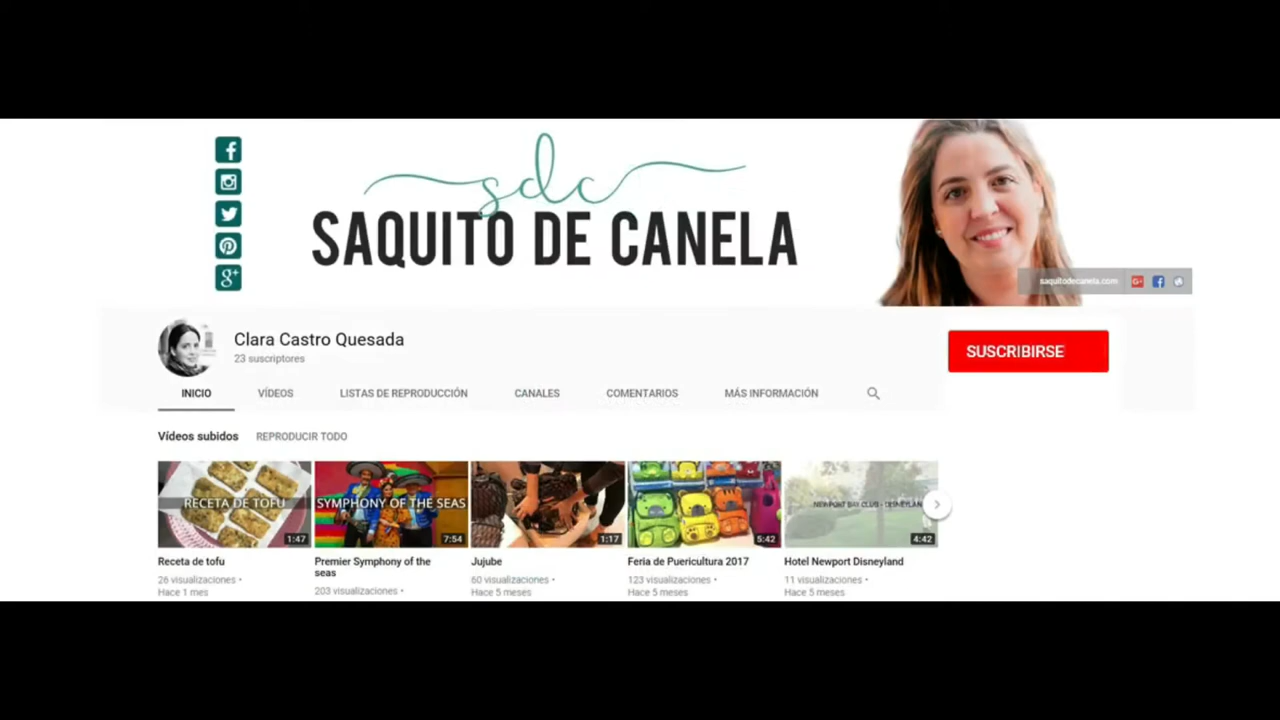 sdc
SAQUITO DE CANELA
saquitodecanela.com
Clara Castro Quesada
23 suscriptores
SUSCRIBIRSE
INICIO VÍDEOS LISTAS DE REPRODUCCIÓN CANALES COMENTARIOS MÁS INFORMACIÓN
Vídeos subidos REPRODUCIR TODO
RECETA DE TOFU
1:47
SYMPHONY OF THE SEAS
7:54
1:17
5:42
NEWPORT BAY CLUB - DISNEYLAN
4:42
Receta de tofu
26 visualizaciones •
Hace 1 mes
Premier Symphony of the
seas
203 visualizaciones •
Jujube
60 visualizaciones •
Hace 5 meses
Feria de Puericultura 2017
123 visualizaciones •
Hace 5 meses
Hotel Newport Disneyland
11 visualizaciones •
Hace 5 meses